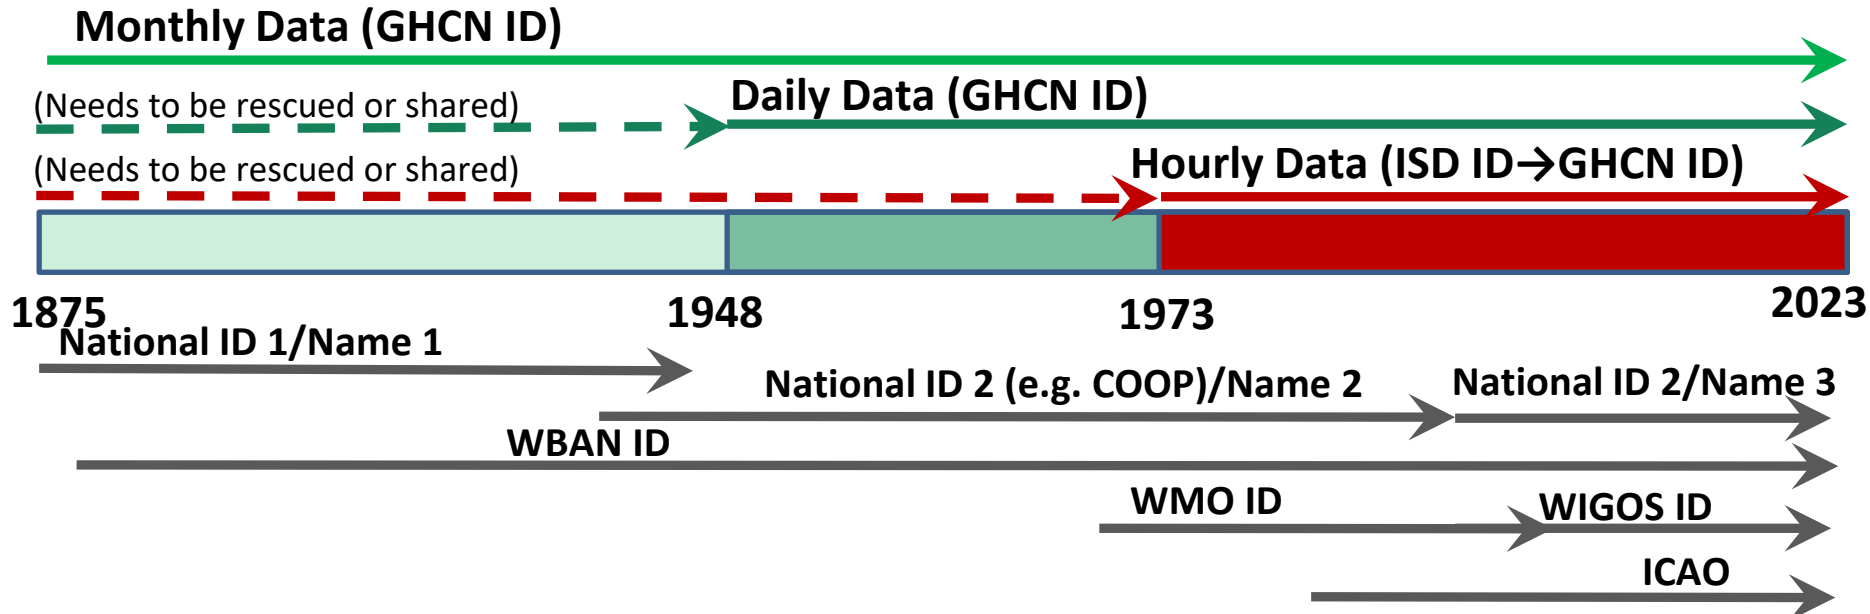 Monthly Data (GHCN ID)
(Needs to be rescued or shared)
Daily Data (GHCN ID)
(Needs to be rescued or shared)
Hourly Data (ISD ID→GHCN ID)
1875
1948
1973
2023
National ID 1/Name 1
National ID 2 (e.g. COOP)/Name 2
National ID 2/Name 3
WBAN ID
WMO ID
WIGOS ID
ICAO